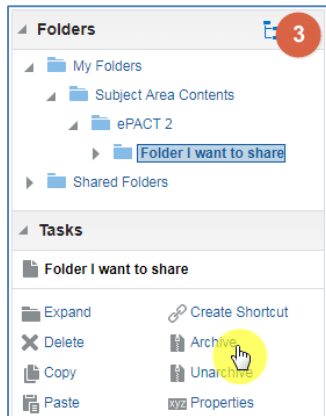 Folders
3
My Folders
Subject Area Contents
ePACT 2
Folder I want to share
Shared Folders
Tasks
Folder I want to share
Expand Create Shortcut
Delete Archive
Copy Unarchive
Paste xyz Properties